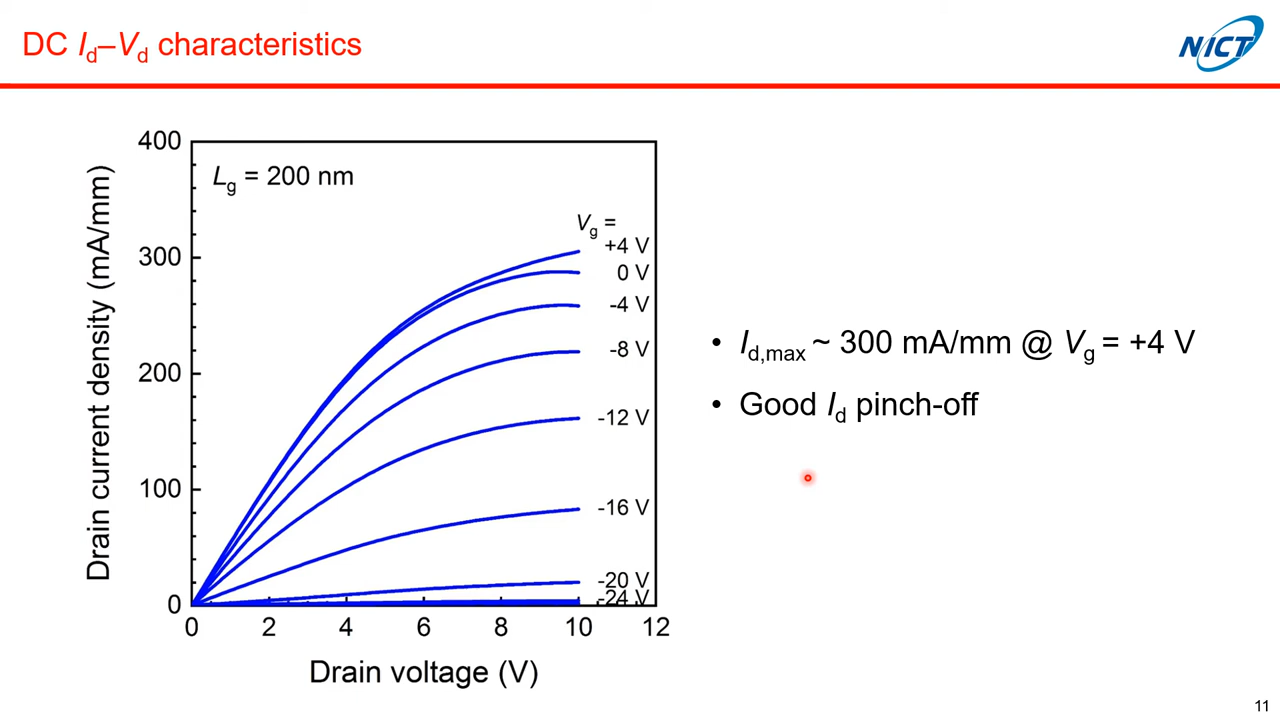 DC Id–Vd characteristics
NICT
400
300
200
100
0
Drain current density (mA/mm)
Lg = 200 nm
Vg =
+4 V
0 V
-4 V
-8 V
-12 V
-16 V
-20 V
-24 V
0 2 4 6 8 10 12
Drain voltage (V)
• Id,max ~ 300 mA/mm @ Vg = +4 V
• Good Id pinch-off
11